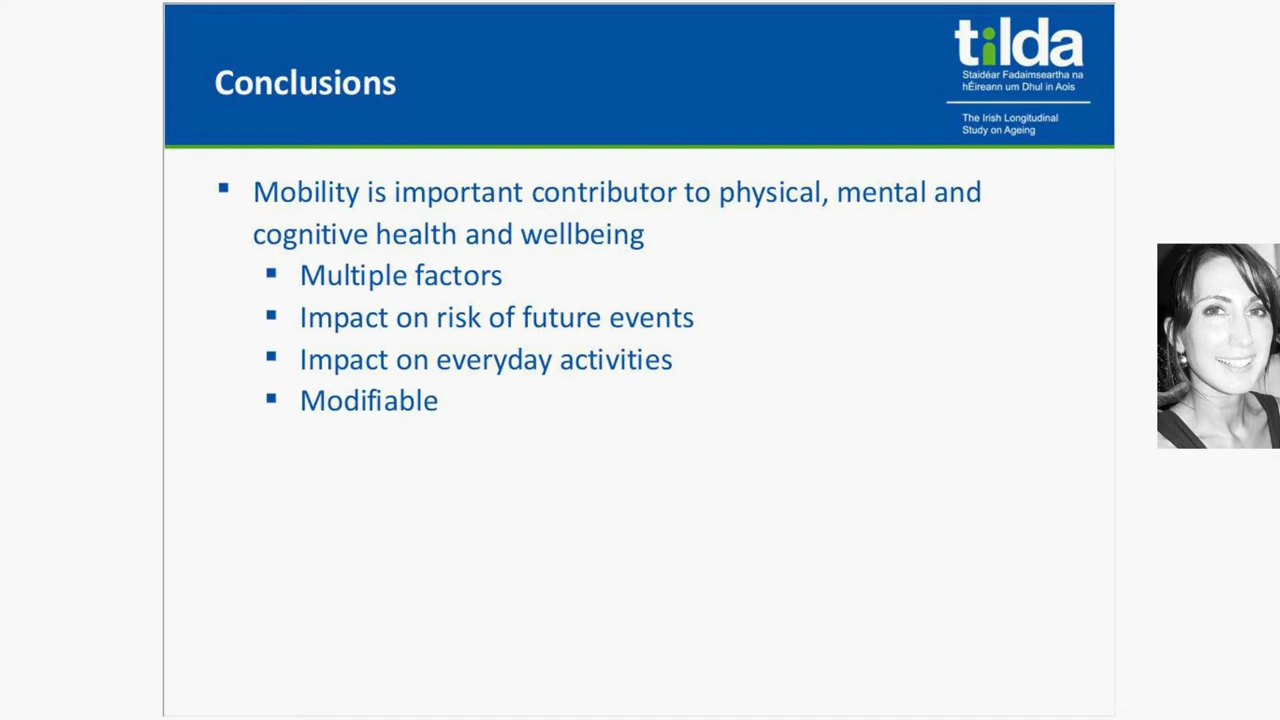 Conclusions
tilda
Staidéar Fadaimseartha na
hÉireann um Dhul in Aois
The Irish Longitudinal
Study on Ageing
▪ Mobility is important contributor to physical, mental and
cognitive health and wellbeing
▪ Multiple factors
▪ Impact on risk of future events
▪ Impact on everyday activities
▪ Modifiable